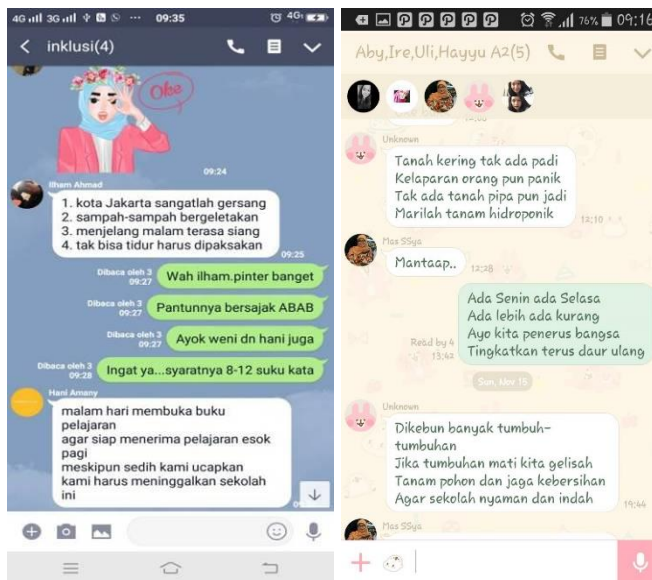 4G 3G
09:35
4G
inklusi(4)
Oke
09:24
Ilham Ahmad
1. kota Jakarta sangatlah gersang
2. sampah-sampah bergeletakan
3. menjelang malam terasa siang
4. tak bisa tidur harus dipaksakan
09:25
Dibaca oleh 3
09:27
Wah ilham.pinter banget
Dibaca oleh 3
09:27
Pantunnya bersajak ABAB
Dibaca oleh 3
09:27
Ayok weni dn hani juga
Dibaca oleh 3
09:28
Ingat ya...syaratnya 8-12 suku kata
Hani Amany
malam hari membuka buku
pelajaran
agar siap menerima pelajaran esok
pagi
meskipun sedih kami ucapkan
kami harus meninggalkan sekolah
ini
76% 09:16
Aby,Ire,Uli,Hayyu A2(5)
Unknown
Tanah kering tak ada padi
Kelaparan orang pun panik
Tak ada tanah pipa pun jadi
Marilah tanam hidroponik
12:10
Mas SSya
Mantaap..
12:28
Ada Senin ada Selasa
Ada lebih ada kurang
Ayo kita penerus bangsa
Tingkatkan terus daur ulang
Read by 4
13:42
Sun, Nov 15
Unknown
Dikebun banyak tumbuh-
tumbuhan
Jika tumbuhan mati kita gelisah
Tanam pohon dan jaga kebersihan
Agar sekolah nyaman dan indah
19:44
Mas SSya